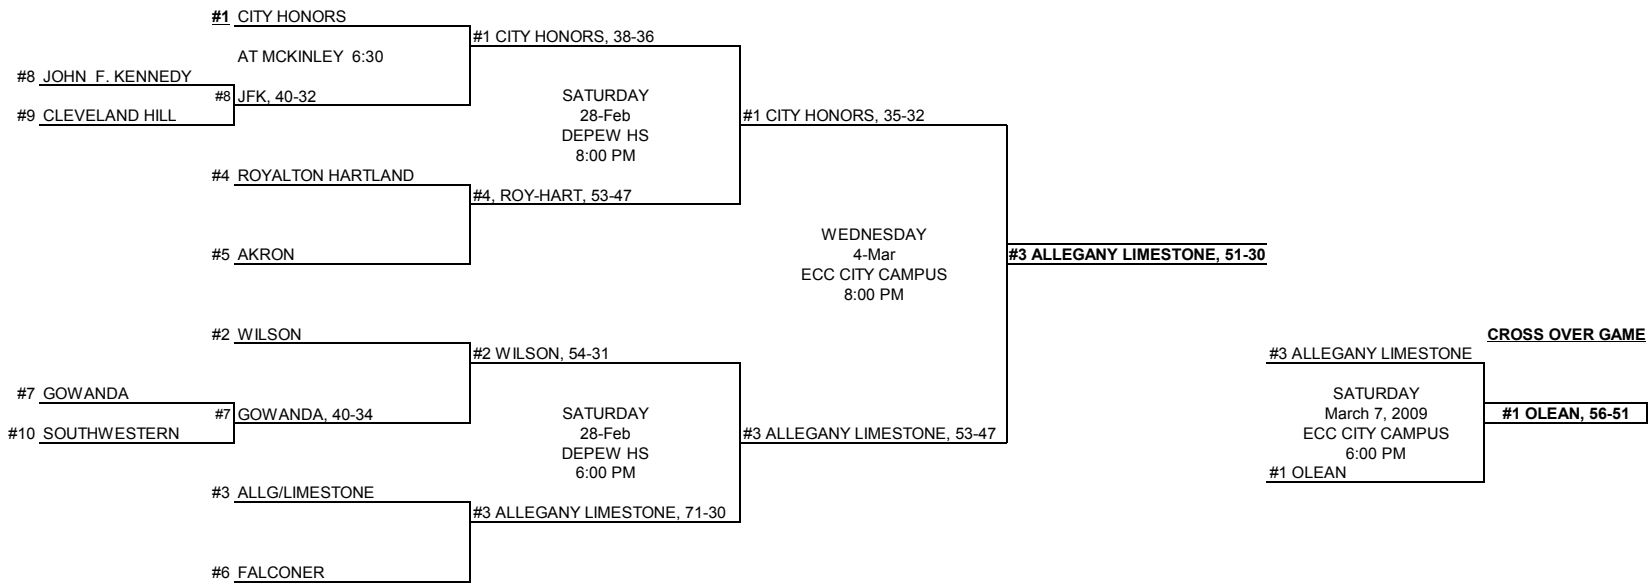 #1 CITY HONORS
#1 CITY HONORS, 38-36
AT MCKINLEY 6:30
#8 JOHN F. KENNEDY
#8 JFK, 40-32
#9 CLEVELAND HILL
SATURDAY
28-Feb
DEPEW HS
8:00 PM
#1 CITY HONORS, 35-32
#4 ROYALTON HARTLAND
#4, ROY-HART, 53-47
#5 AKRON
WEDNESDAY
4-Mar
ECC CITY CAMPUS
8:00 PM
#3 ALLEGANY LIMESTONE, 51-30
#2 WILSON
#2 WILSON, 54-31
#7 GOWANDA
#7 GOWANDA, 40-34
#10 SOUTHWESTERN
SATURDAY
28-Feb
DEPEW HS
6:00 PM
#3 ALLEGANY LIMESTONE, 53-47
#3 ALLG/LIMESTONE
#3 ALLEGANY LIMESTONE, 71-30
#6 FALCONER
CROSS OVER GAME
#3 ALLEGANY LIMESTONE
SATURDAY
March 7, 2009
ECC CITY CAMPUS
6:00 PM
#1 OLEAN, 56-51
#1 OLEAN